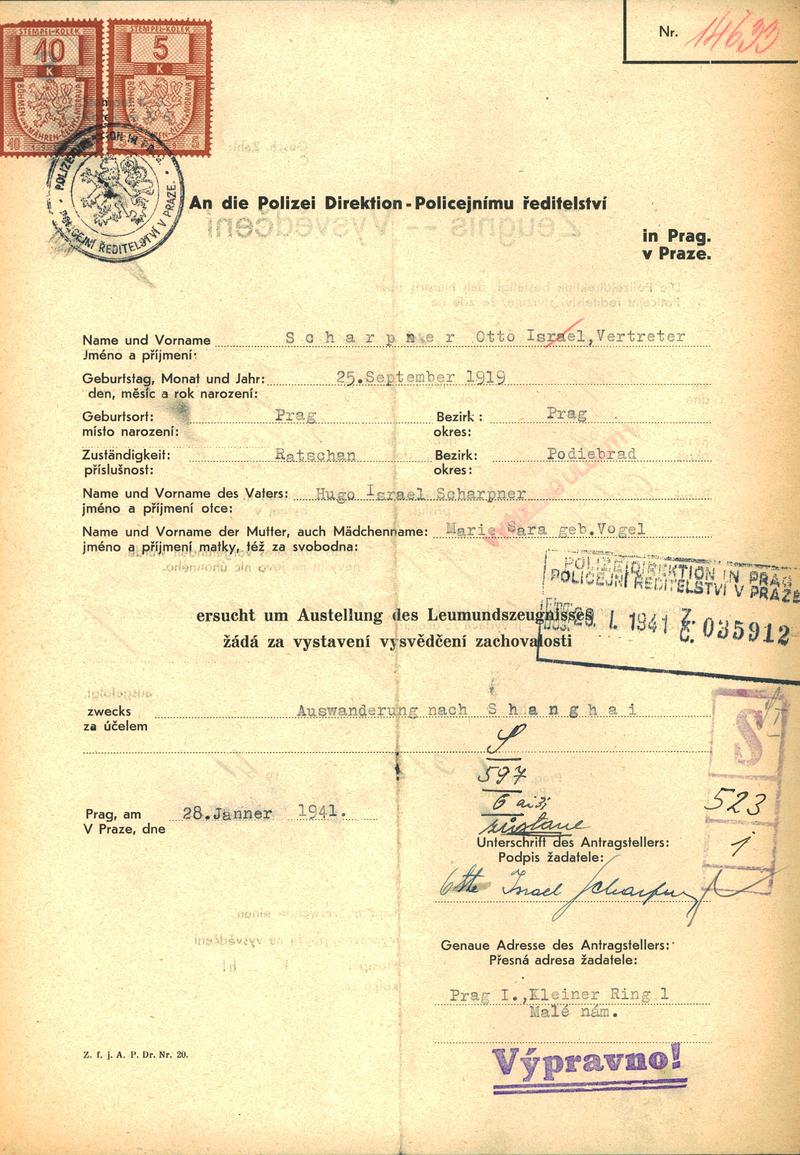 STEMPEL-KOLEK STEMPEL-KOLEK
10 5
K K
BÖHMEN UND MÄHREN-ČECHY A MORAVA
Nr. 14633
POLIZEIDIREKTION IN PRAG.
POLICEJNÍ ŘEDITELSTVÍ V PRAZE.
An die Polizei Direktion - Policejnímu ředitelství
in Prag.
v Praze.
Name und Vorname Scharpner Otto Israel, Vertreter
Jméno a příjmení:
Geburtstag, Monat und Jahr: 25.September 1919
den, měsíc a rok narození:
Geburtsort: Prag Bezirk: Prag
místo narození: okres:
Zuständigkeit: Ratschan Bezirk: Podiebrad
příslušnost: okres:
Name und Vorname des Vaters: Hugo Israel Scharpner
jméno a příjmení otce:
Name und Vorname der Mutter, auch Mädchenname: Marie Sara geb.Vogel
jméno a příjmení matky, též za svobodna:
POLIZEIDIREKTION IN PRAG
POLICEJNÍ ŘEDITELSTVÍ V PRAZE
29. I. 1941 Z. Č. 035912
ersucht um Austellung des Leumundszeugnisses
žádá za vystavení vysvědčení zachovalosti
zwecks Auswanderung nach Shanghai
za účelem
S
S
597
6
zůstane
523
1
Prag, am 28.Jänner 1941.
V Praze, dne
Unterschrift des Antragstellers:
Podpis žadatele:
Otto Israel Scharpner
Genaue Adresse des Antragstellers:
Přesná adresa žadatele:
Prag I.,Kleiner Ring 1
Malé nám.
Z. f. j. A. P. Dr. Nr. 20.
Výpravno!